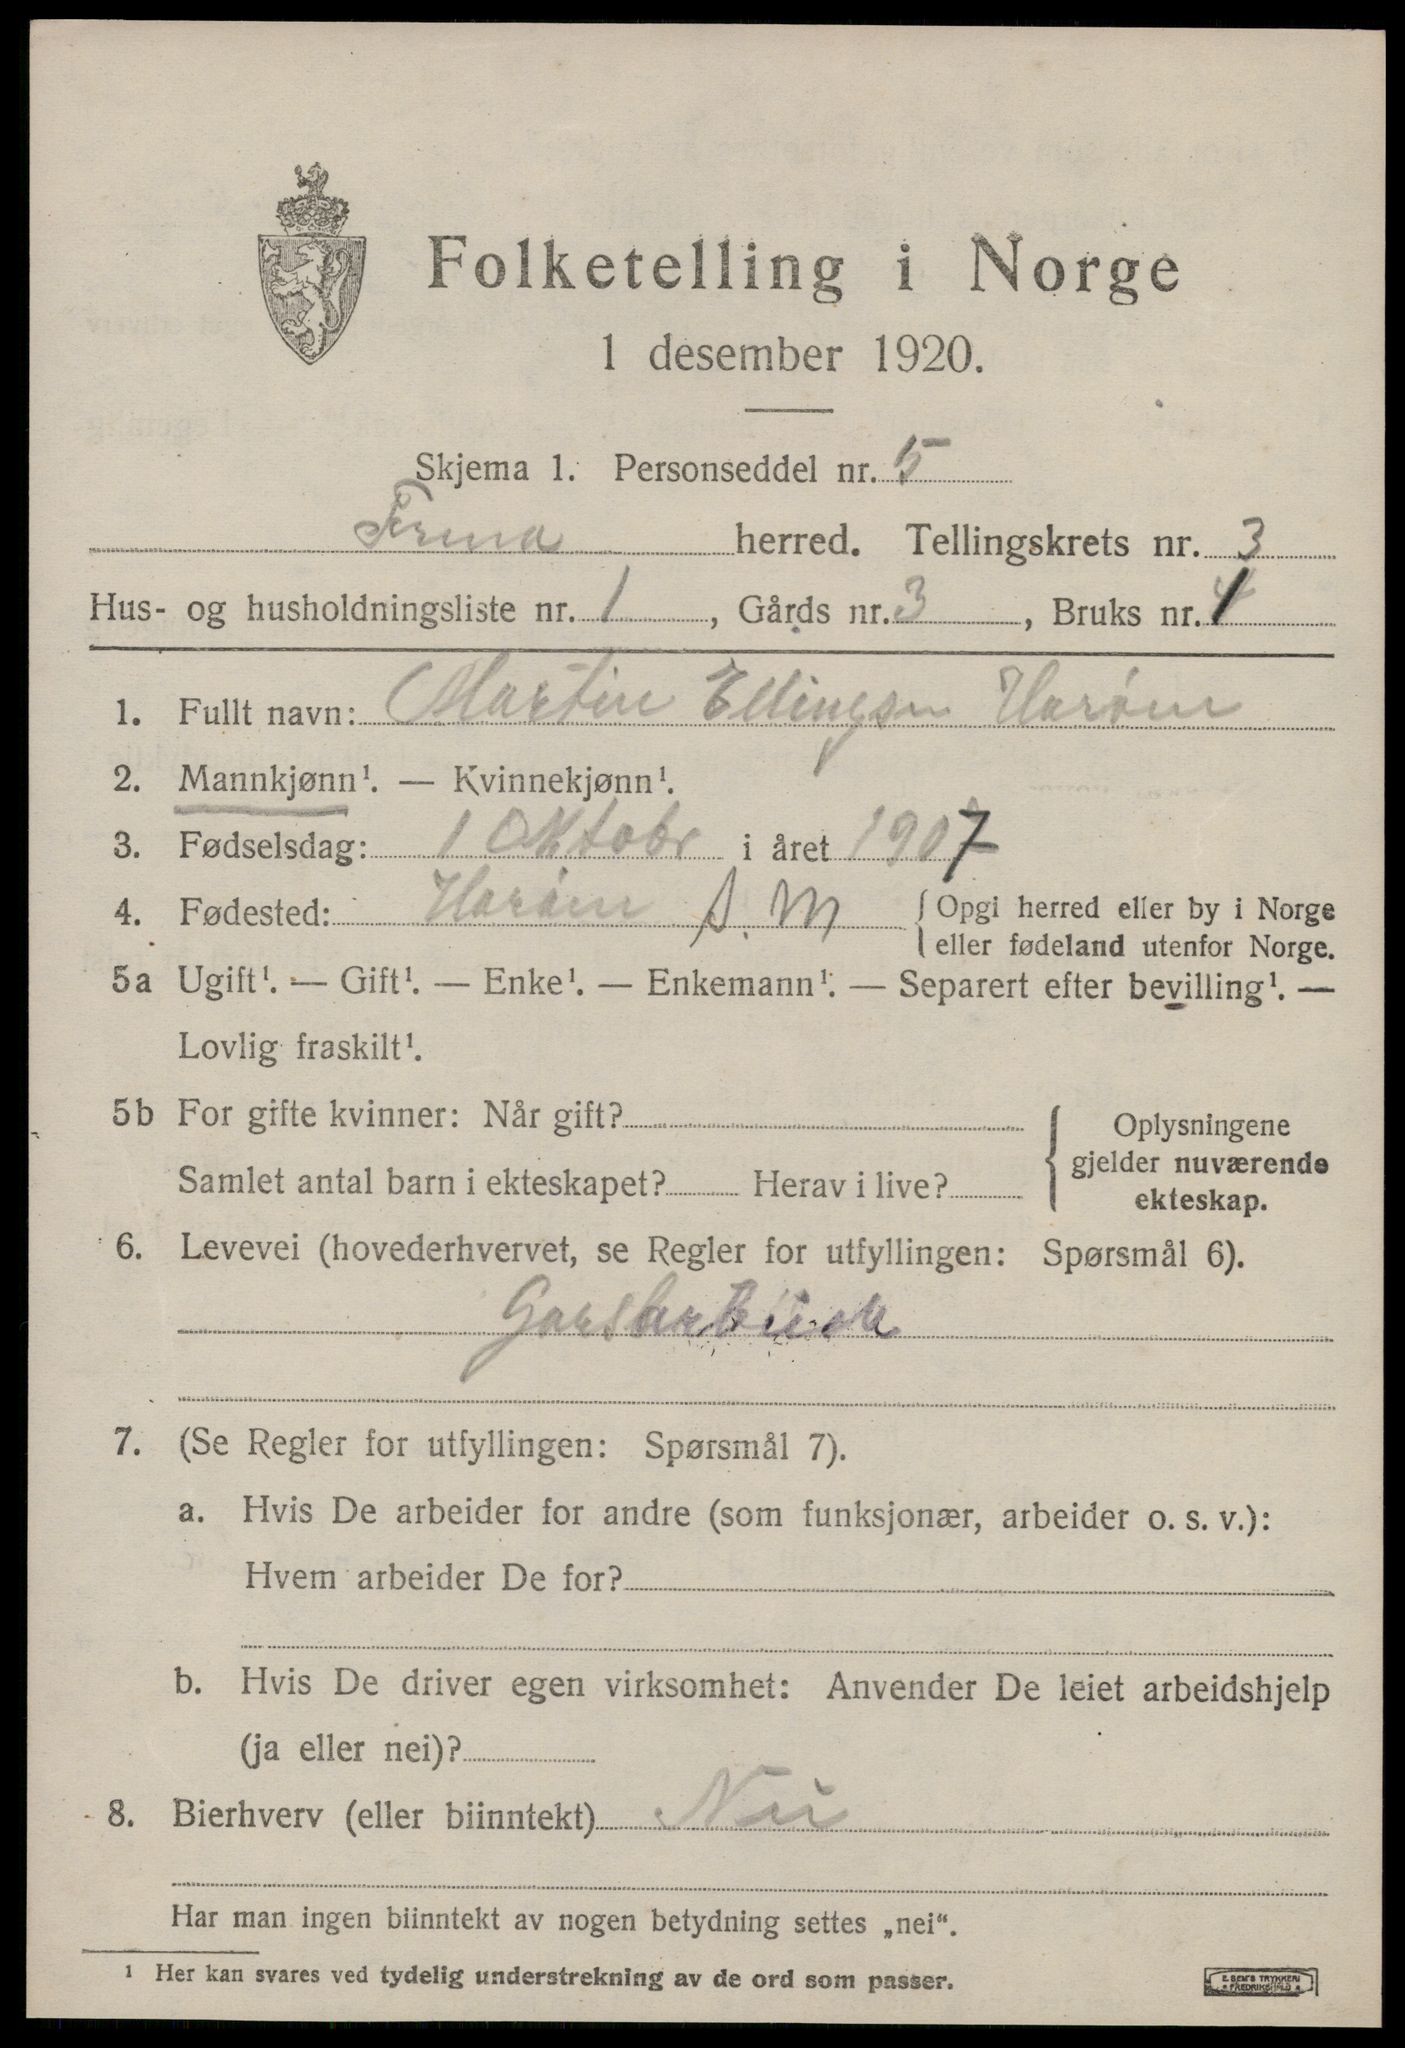 Folketelling i Norge
1 desember 1920.
Skjema 1. Personseddel nr. 5
Fræna herred. Tellingskrets nr. 3
Hus- og husholdningsliste nr. 1, Gårds nr. 3, Bruks nr. 1
1. Fullt navn: Martin Ellingsen Harøm
2. Mannkjønn¹. — Kvinnekjønn¹.
3. Fødselsdag: 1 Oktobr i året 1907
4. Fødested: Harøm S. M { Opgi herred eller by i Norge
eller fødeland utenfor Norge.
5a Ugift¹. — Gift¹. — Enke¹. — Enkemann¹. — Separert efter bevilling¹. —
Lovlig fraskilt¹.
5b For gifte kvinner: Når gift?
Samlet antal barn i ekteskapet? Herav i live?
{ Oplysningene
gjelder nuværende
ekteskap.
6. Levevei (hovederhvervet, se Regler for utfyllingen: Spørsmål 6).
7. (Se Regler for utfyllingen: Spørsmål 7).
a. Hvis De arbeider for andre (som funksjonær, arbeider o. s. v.):
Hvem arbeider De for?
b. Hvis De driver egen virksomhet: Anvender De leiet arbeidshjelp
(ja eller nei)?
8. Bierhverv (eller biinntekt) Nei
Har man ingen biinntekt av nogen betydning settes „nei“.
¹ Her kan svares ved tydelig understrekning av de ord som passer.
E. SEM'S TRYKKERI
FREDRIKSHALD